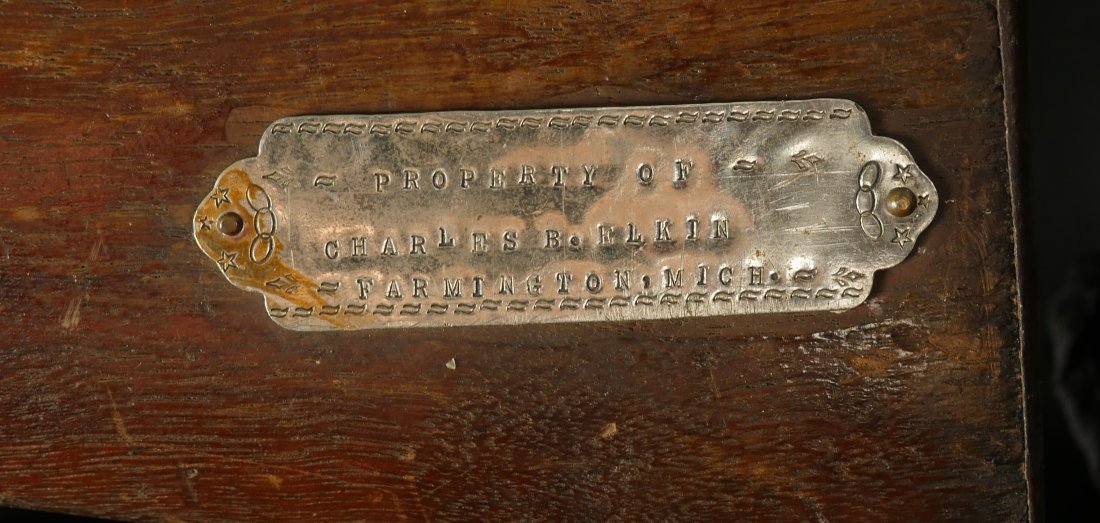 PROPERTY OF
CHARLES B. ELKIN
FARMINGTON, MICH.